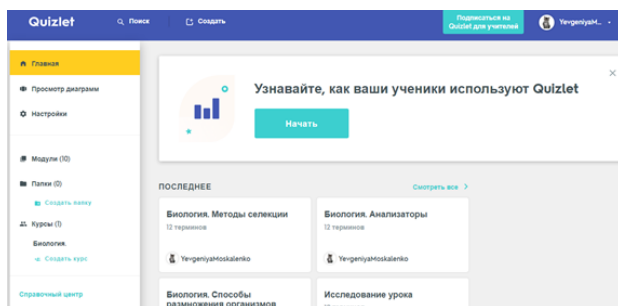 Quizlet
Поиск
Создать
Подписаться на
Quizlet для учителей
YevgeniyaM...
Главная
Просмотр диаграмм
Настройки
Модули (10)
Папки (0)
Создать папку
Курсы (1)
Биология.
Создать курс
Справочный центр
Узнавайте, как ваши ученики используют Quizlet
Начать
ПОСЛЕДНЕЕ
Смотреть все
Биология. Методы селекции
12 терминов
YevgeniyaMoskalenko
Биология. Анализаторы
12 терминов
YevgeniyaMoskalenko
Биология. Способы
размножения организмов
Исследование урока